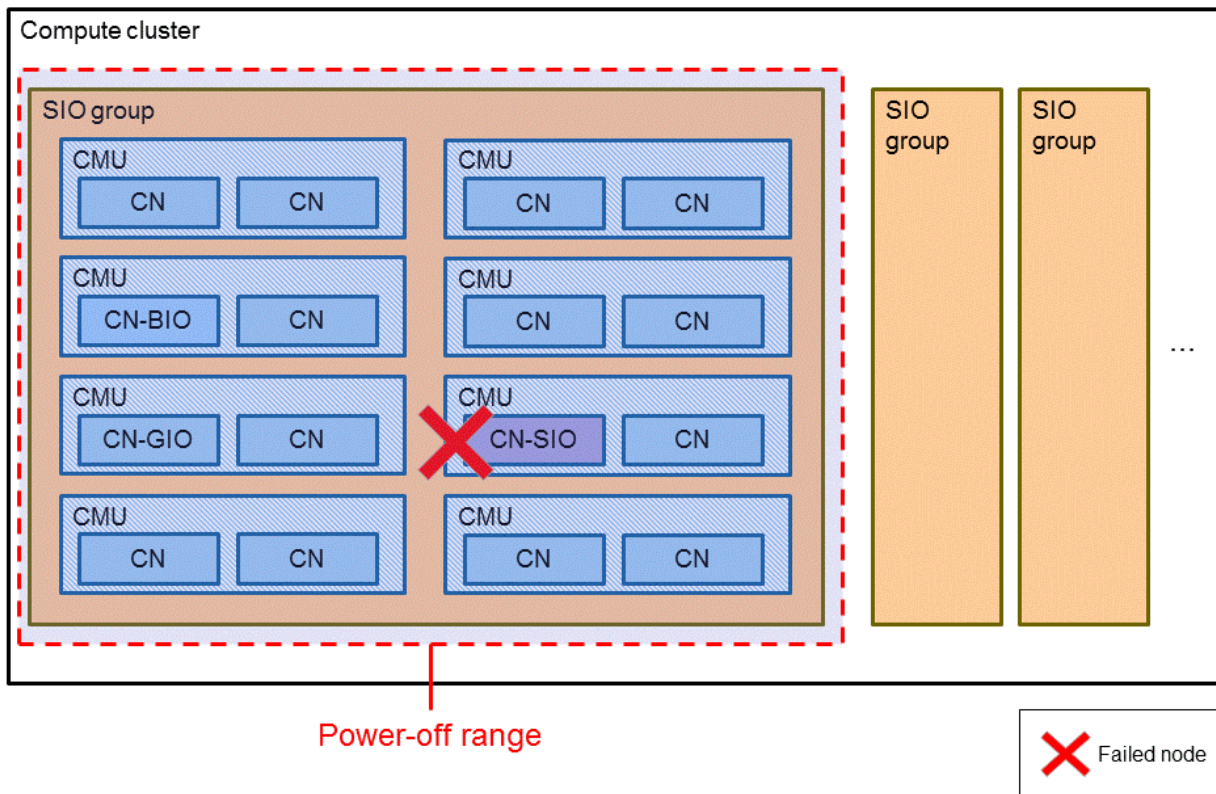 Compute cluster
SIO group
CMU
CN CN
CMU
CN CN
CMU
CN-BIO CN
CMU
CN CN
CMU
CN-GIO CN
CMU
CN-SIO CN
CMU
CN CN
CMU
CN CN
SIO
group
SIO
group
...
Power-off range
Failed node